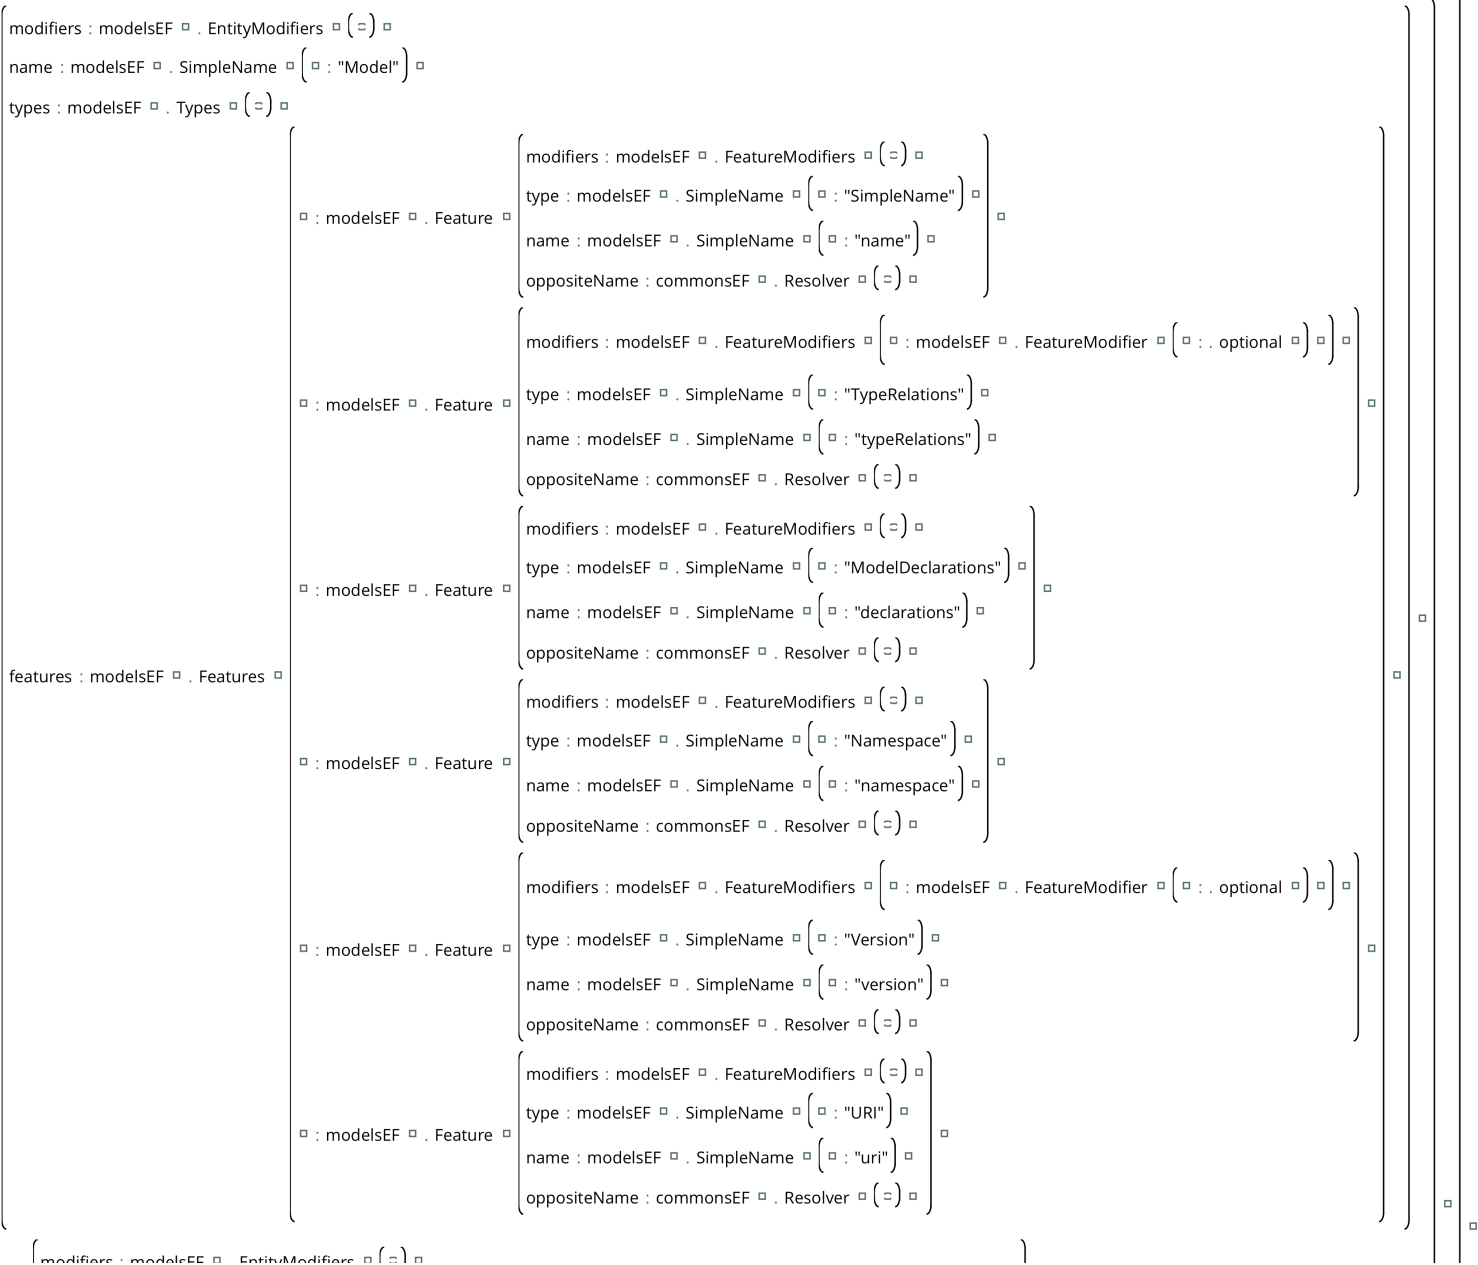 modifiers : modelsEF . EntityModifiers ( )
name : modelsEF . SimpleName ( : "Model" )
types : modelsEF . Types ( )
modifiers : modelsEF . FeatureModifiers ( )
type : modelsEF . SimpleName ( : "SimpleName" )
: modelsEF . Feature
name : modelsEF . SimpleName ( : "name" )
oppositeName : commonsEF . Resolver ( )
modifiers : modelsEF . FeatureModifiers ( : modelsEF . FeatureModifier ( : . optional ) )
type : modelsEF . SimpleName ( : "TypeRelations" )
: modelsEF . Feature
name : modelsEF . SimpleName ( : "typeRelations" )
oppositeName : commonsEF . Resolver ( )
modifiers : modelsEF . FeatureModifiers ( )
type : modelsEF . SimpleName ( : "ModelDeclarations" )
: modelsEF . Feature
name : modelsEF . SimpleName ( : "declarations" )
oppositeName : commonsEF . Resolver ( )
features : modelsEF . Features
modifiers : modelsEF . FeatureModifiers ( )
type : modelsEF . SimpleName ( : "Namespace" )
: modelsEF . Feature
name : modelsEF . SimpleName ( : "namespace" )
oppositeName : commonsEF . Resolver ( )
modifiers : modelsEF . FeatureModifiers ( : modelsEF . FeatureModifier ( : . optional ) )
type : modelsEF . SimpleName ( : "Version" )
: modelsEF . Feature
name : modelsEF . SimpleName ( : "version" )
oppositeName : commonsEF . Resolver ( )
modifiers : modelsEF . FeatureModifiers ( )
type : modelsEF . SimpleName ( : "URI" )
: modelsEF . Feature
name : modelsEF . SimpleName ( : "uri" )
oppositeName : commonsEF . Resolver ( )
modifiers : modelsEF . EntityModifiers ( )